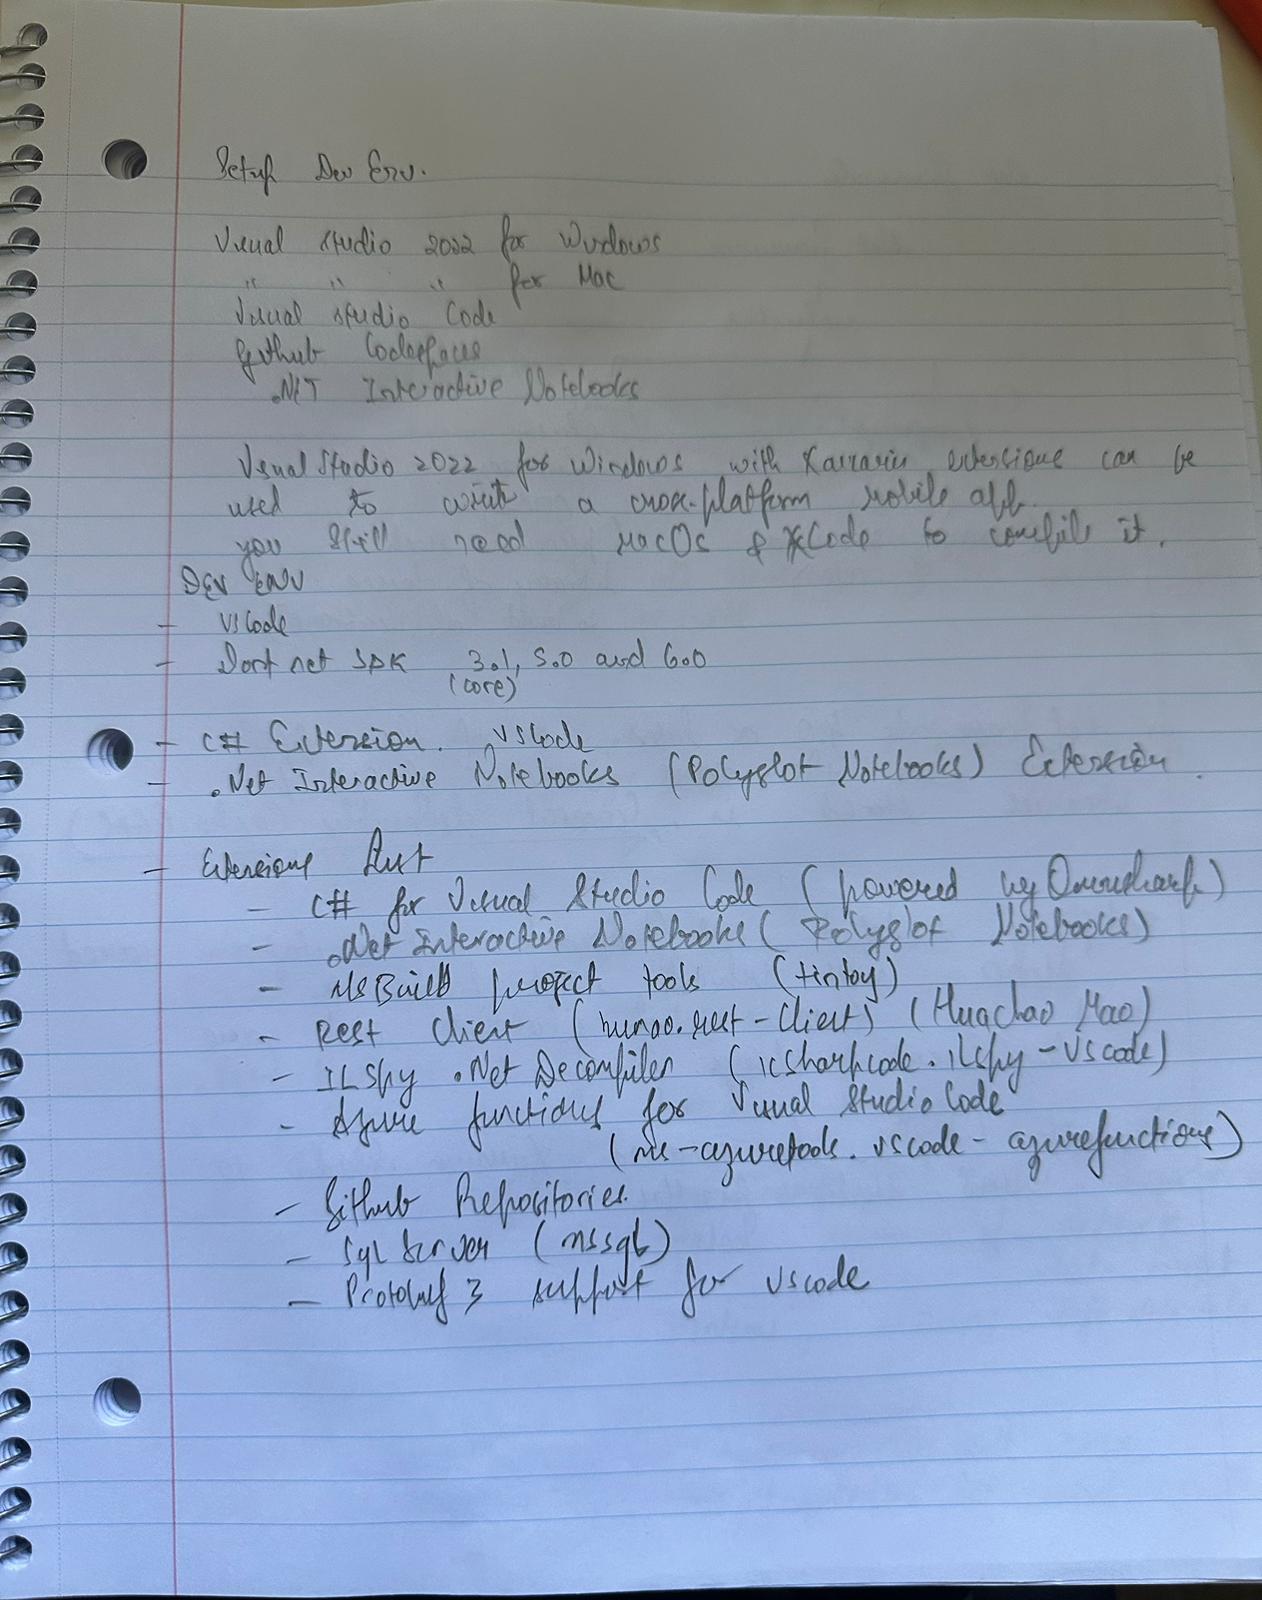 Setup Dev Env.
Visual Studio 2022 for Windows
" " " for Mac
Visual Studio Code
Github Codespaces
.NET Interactive Notebooks
Visual Studio 2022 for Windows with Xamarin extensions can be
used to write a cross-platform mobile app.
you still need MacOs & XCode to compile it.
DEV ENV
- VS Code
- Dont net SDK 3.1, 5.0 and 6.0
(core)
- C# Extension. VS Code
- .Net Interactive Notebooks (Polyglot Notebooks) Extension.
- Extensions List
- C# for Visual Studio Code (powered by Omnisharp)
- .Net Interactive Notebooks (Polyglot Notebooks)
- MSBuild project tools (tintoy)
- Rest Client (humao.rest-client) (Huachao Mao)
- ILSpy .Net Decompiler (icsharpcode.ilspy-vscode)
- Azure functions for Visual Studio Code
(ms-azuretools.vscode-azurefunctions)
- Github Repositories.
- Sql Server (mssql)
- Protobuf 3 support for vscode